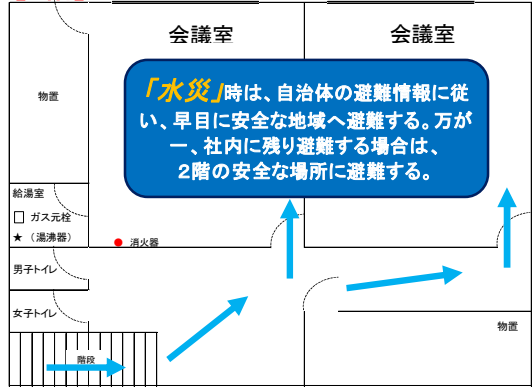 会議室
会議室
「水災」時は、自治体の避難情報に従
い、早目に安全な地域へ避難する。万が
一、社内に残り避難する場合は、
２階の安全な場所に避難する。
物置
給湯室
□ ガス元栓
★ （湯沸器）
● 消火器
男子トイレ
女子トイレ
階段
物置